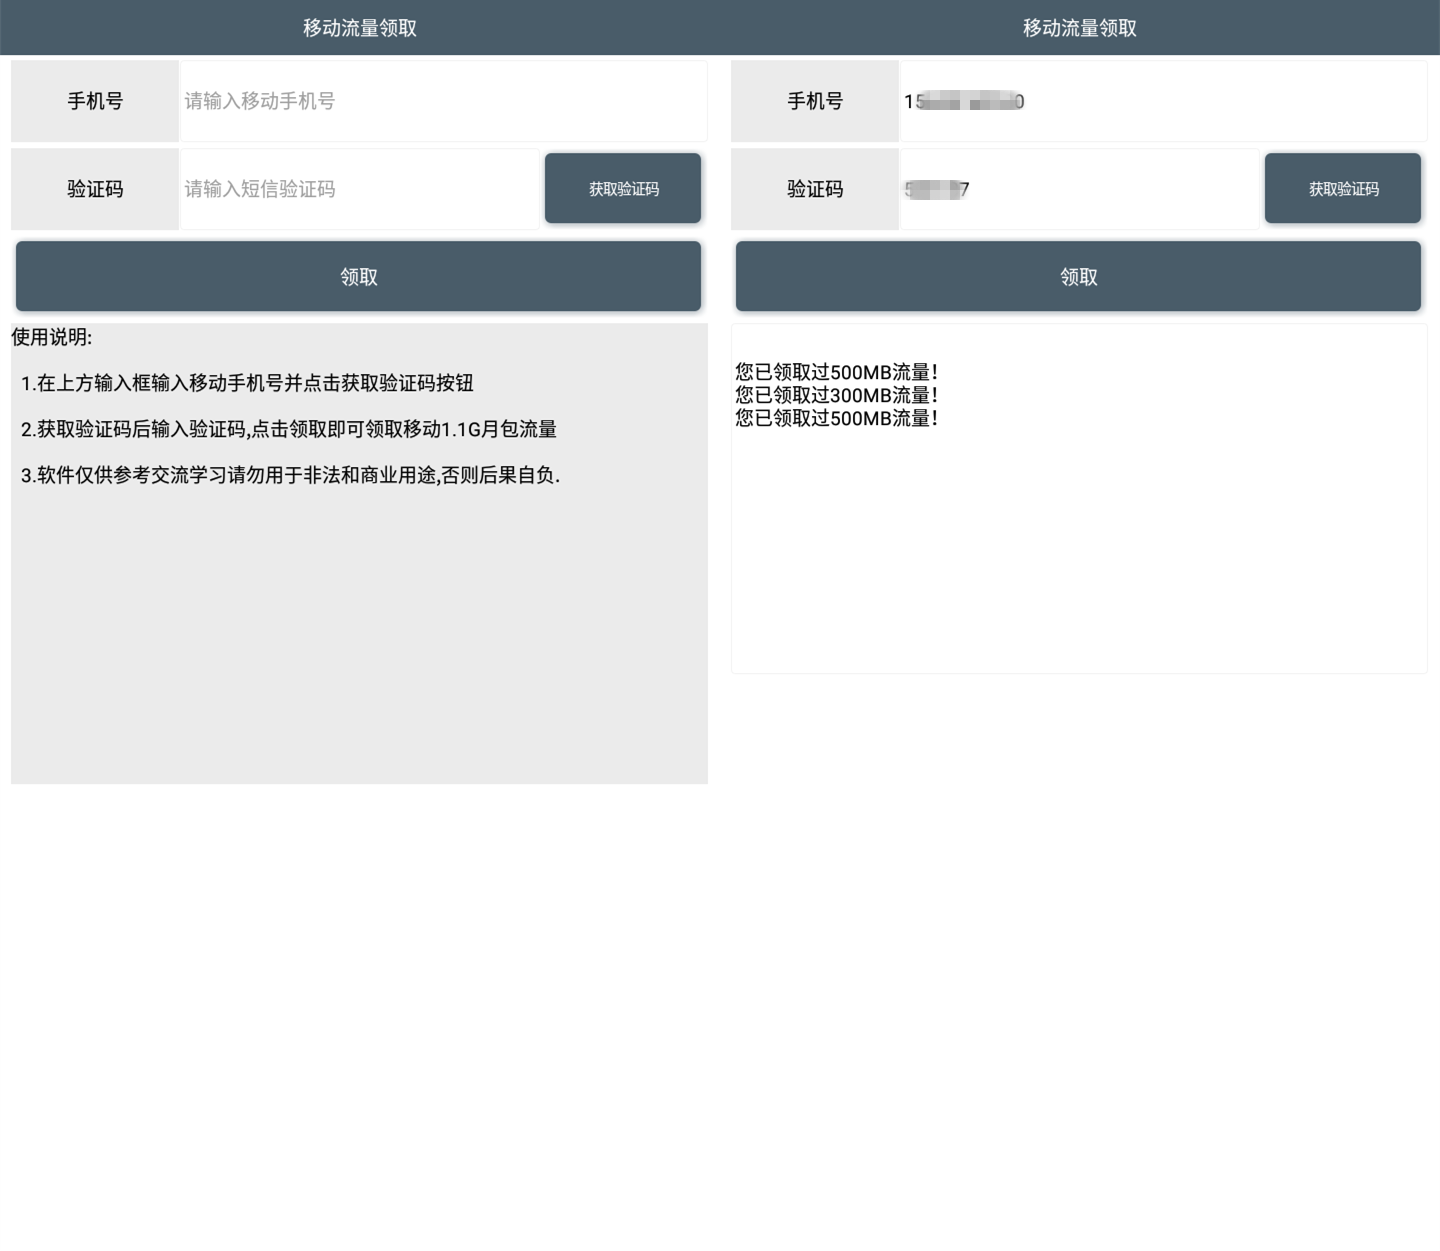 移动流量领取
手机号 请输入移动手机号
验证码 请输入短信验证码 获取验证码
领取
使用说明:
1.在上方输入框输入移动手机号并点击获取验证码按钮
2.获取验证码后输入验证码,点击领取即可领取移动1.1G月包流量
3.软件仅供参考交流学习请勿用于非法和商业用途,否则后果自负.
移动流量领取
手机号 15 0
验证码 5 7 获取验证码
领取
您已领取过500MB流量!
您已领取过300MB流量!
您已领取过500MB流量!